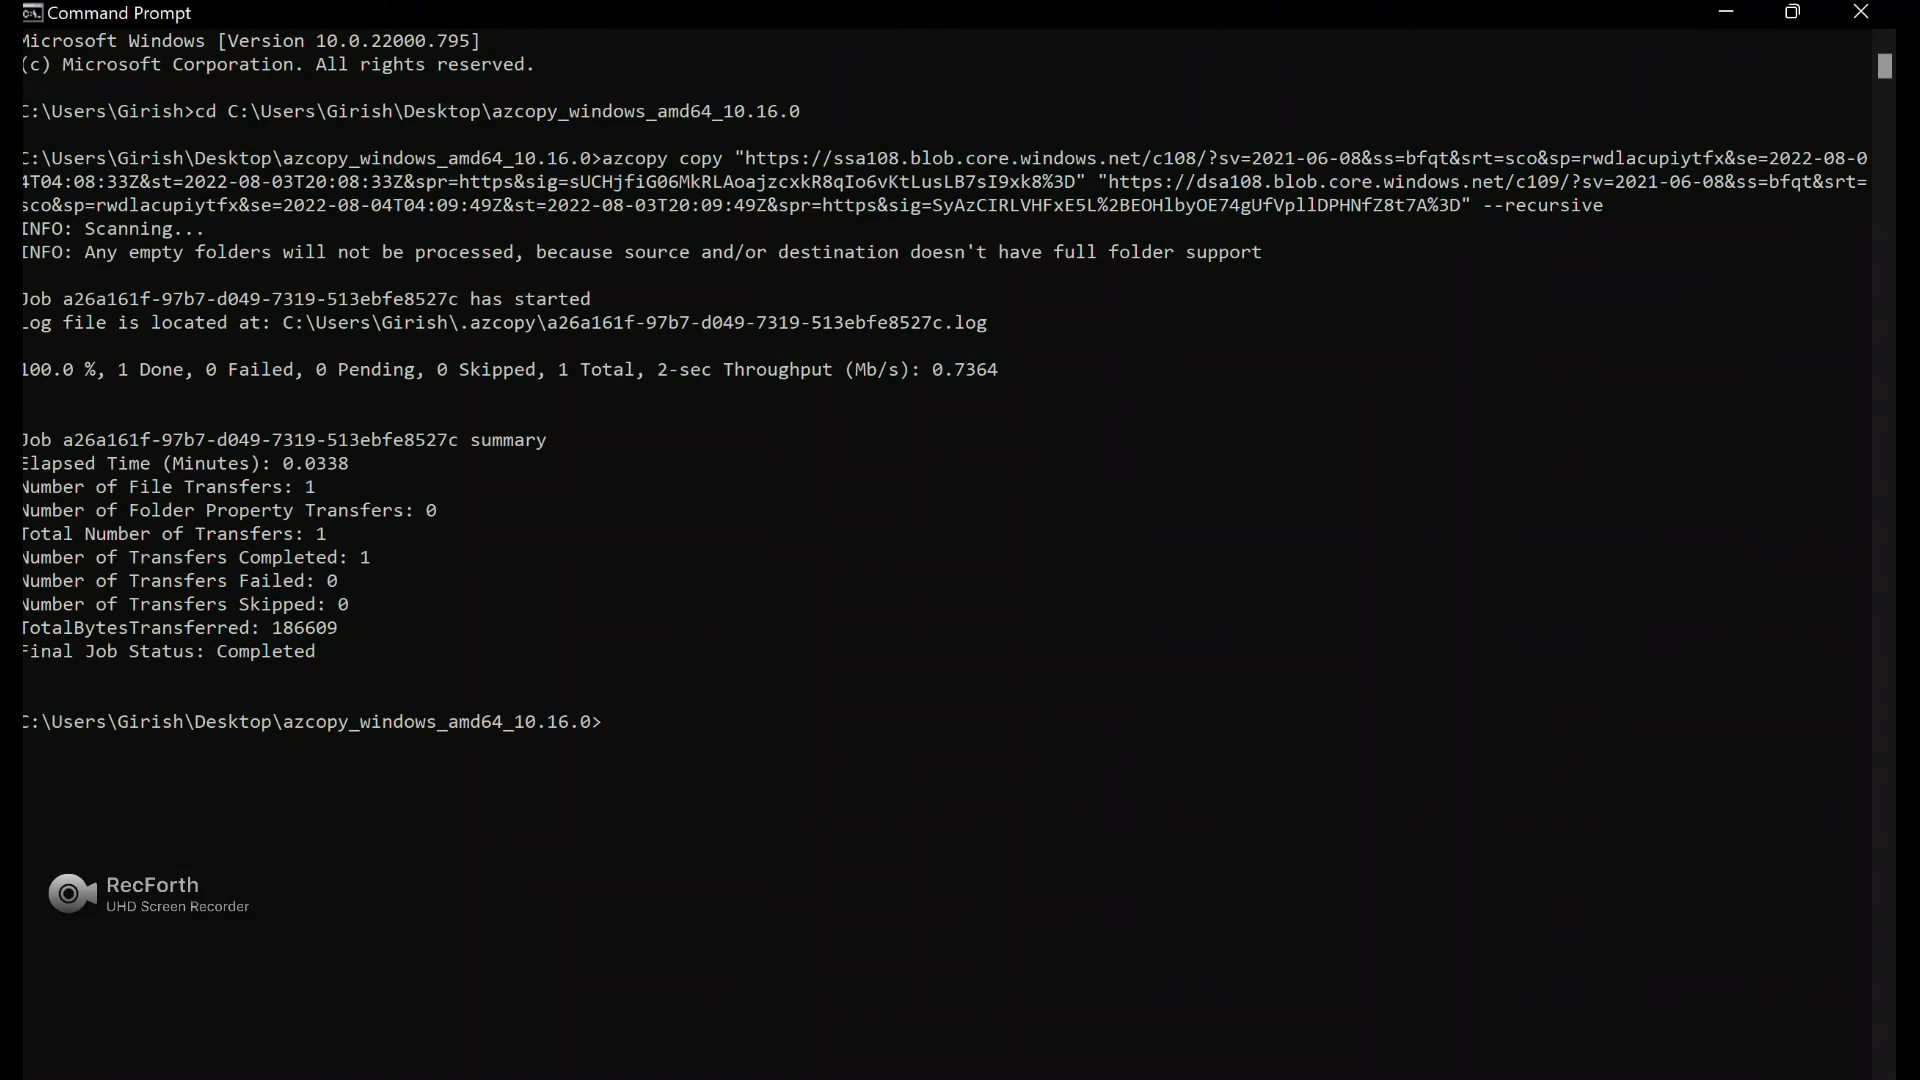 Command Prompt
Microsoft Windows [Version 10.0.22000.795]
(c) Microsoft Corporation. All rights reserved.
C:\Users\Girish>cd C:\Users\Girish\Desktop\azcopy_windows_amd64_10.16.0
C:\Users\Girish\Desktop\azcopy_windows_amd64_10.16.0>azcopy copy "https://ssa108.blob.core.windows.net/c108/?sv=2021-06-08&ss=bfqt&srt=sco&sp=rwdlacupiytfx&se=2022-08-0
4T04:08:33Z&st=2022-08-03T20:08:33Z&spr=https&sig=sUCHjfiG06MkRLAoajzcxkR8qIo6vKtLusLB7sI9xk8%3D" "https://dsa108.blob.core.windows.net/c109/?sv=2021-06-08&ss=bfqt&srt=
sco&sp=rwdlacupiytfx&se=2022-08-04T04:09:49Z&st=2022-08-03T20:09:49Z&spr=https&sig=SyAzCIRLVHFxE5L%2BEOHlbyOE74gUfVpllDPHNfZ8t7A%3D" --recursive
INFO: Scanning...
INFO: Any empty folders will not be processed, because source and/or destination doesn't have full folder support
Job a26a161f-97b7-d049-7319-513ebfe8527c has started
Log file is located at: C:\Users\Girish\.azcopy\a26a161f-97b7-d049-7319-513ebfe8527c.log
100.0 %, 1 Done, 0 Failed, 0 Pending, 0 Skipped, 1 Total, 2-sec Throughput (Mb/s): 0.7364
Job a26a161f-97b7-d049-7319-513ebfe8527c summary
Elapsed Time (Minutes): 0.0338
Number of File Transfers: 1
Number of Folder Property Transfers: 0
Total Number of Transfers: 1
Number of Transfers Completed: 1
Number of Transfers Failed: 0
Number of Transfers Skipped: 0
TotalBytesTransferred: 186609
Final Job Status: Completed
C:\Users\Girish\Desktop\azcopy_windows_amd64_10.16.0>
RecForth
UHD Screen Recorder